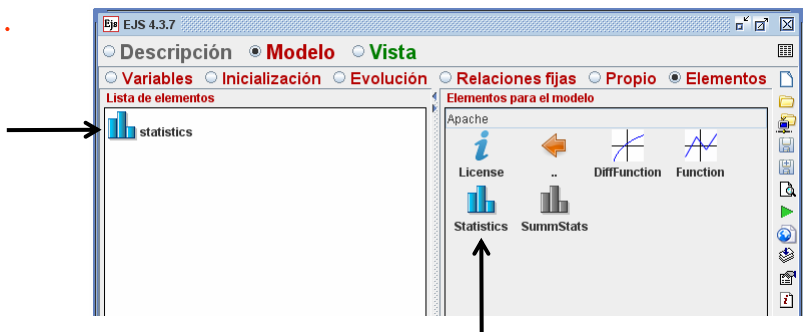 Ejs EJS 4.3.7
Descripción Modelo Vista
Variables Inicialización Evolución Relaciones fijas Propio Elementos
Lista de elementos Elementos para el modelo
statistics
Apache
License .. DiffFunction Function
Statistics SummStats